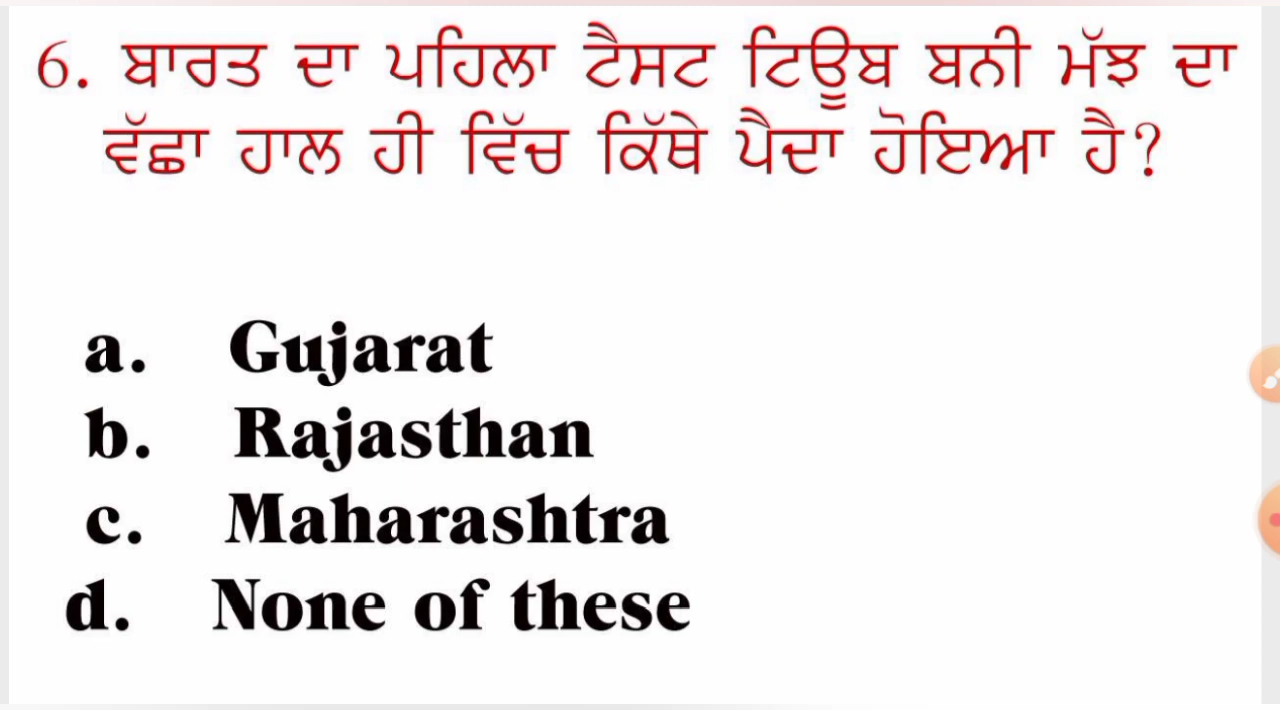 6. ਬਾਰਤ ਦਾ ਪਹਿਲਾ ਟੈਸਟ ਟਿਊਬ ਬਨੀ ਮੱਝ ਦਾ
ਵੱਛਾ ਹਾਲ ਹੀ ਵਿੱਚ ਕਿੱਥੇ ਪੈਦਾ ਹੋਇਆ ਹੈ?
a. Gujarat
b. Rajasthan
c. Maharashtra
d. None of these